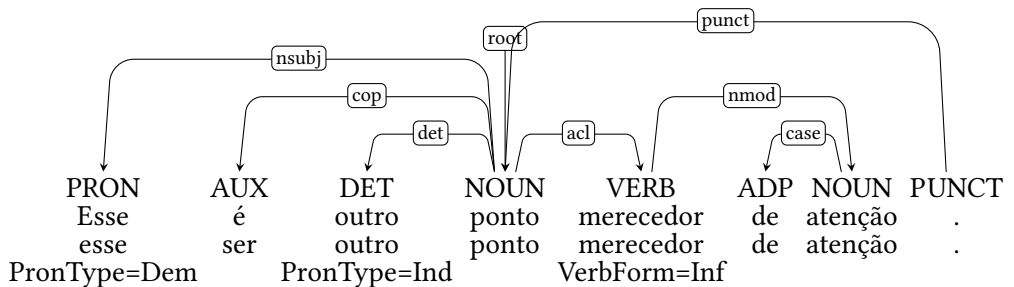 punct
root
nsubj
cop nmod
det acl case
PRON AUX DET NOUN VERB ADP NOUN PUNCT
Esse é outro ponto merecedor de atenção .
esse ser outro ponto merecedor de atenção .
PronType=Dem PronType=Ind VerbForm=Inf